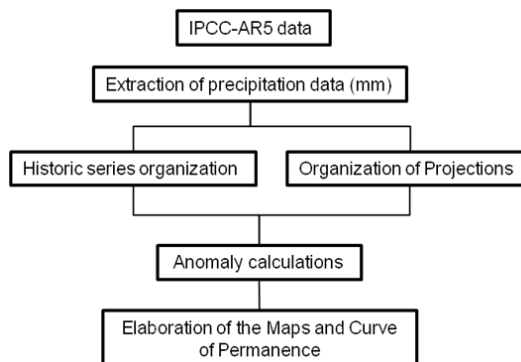 IPCC-AR5 data
Extraction of precipitation data (mm)
Historic series organization
Organization of Projections
Anomaly calculations
Elaboration of the Maps and Curve
of Permanence